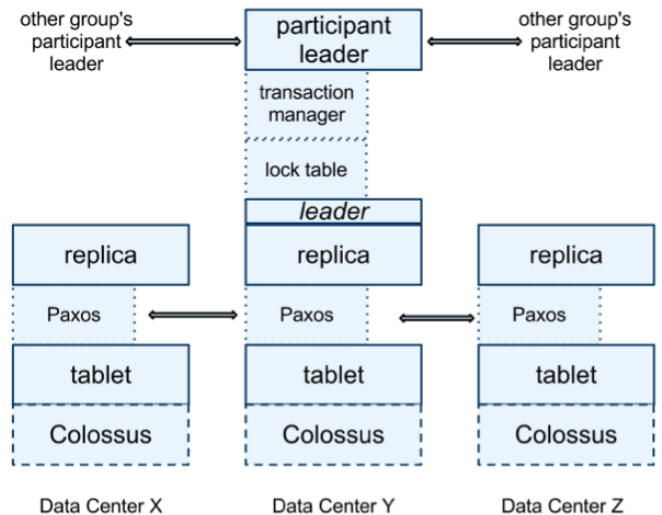 other group's
participant
leader
participant
leader
other group's
participant
leader
transaction
manager
lock table
leader
replica
replica
replica
Paxos
Paxos
Paxos
tablet
tablet
tablet
Colossus
Colossus
Colossus
Data Center X
Data Center Y
Data Center Z